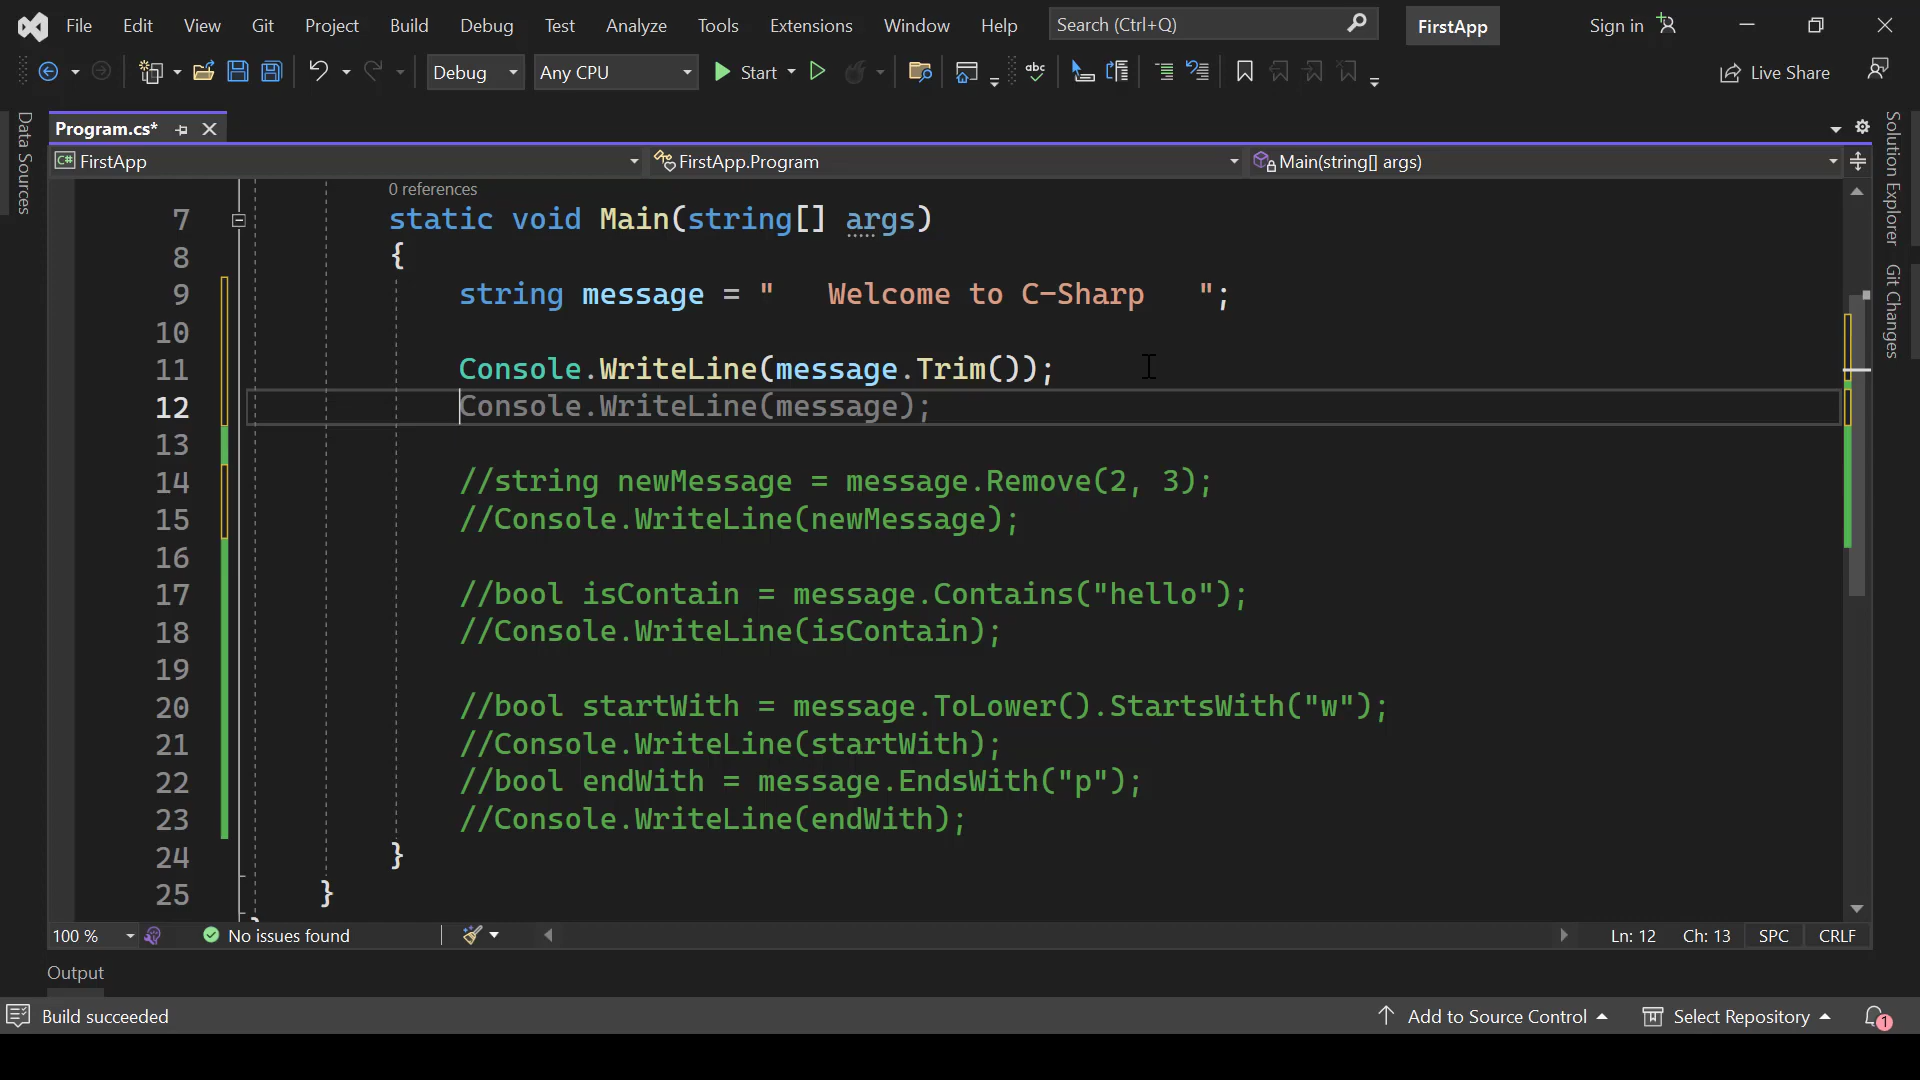 File Edit View Git Project Build Debug Test Analyze Tools Extensions Window Help Search (Ctrl+Q) FirstApp Sign in
Debug Any CPU Start abc Live Share
Data Sources
Program.cs*
C# FirstApp FirstApp.Program Main(string[] args)
Solution Explorer
Git Changes
0 references
7 static void Main(string[] args)
8 {
9 string message = "   Welcome to C-Sharp   ";
10
11 Console.WriteLine(message.Trim());
12 Console.WriteLine(message);
13
14 //string newMessage = message.Remove(2, 3);
15 //Console.WriteLine(newMessage);
16
17 //bool isContain = message.Contains("hello");
18 //Console.WriteLine(isContain);
19
20 //bool startWith = message.ToLower().StartsWith("w");
21 //Console.WriteLine(startWith);
22 //bool endWith = message.EndsWith("p");
23 //Console.WriteLine(endWith);
24 }
25 }
100 % No issues found Ln: 12 Ch: 13 SPC CRLF
Output
Build succeeded Add to Source Control Select Repository 1